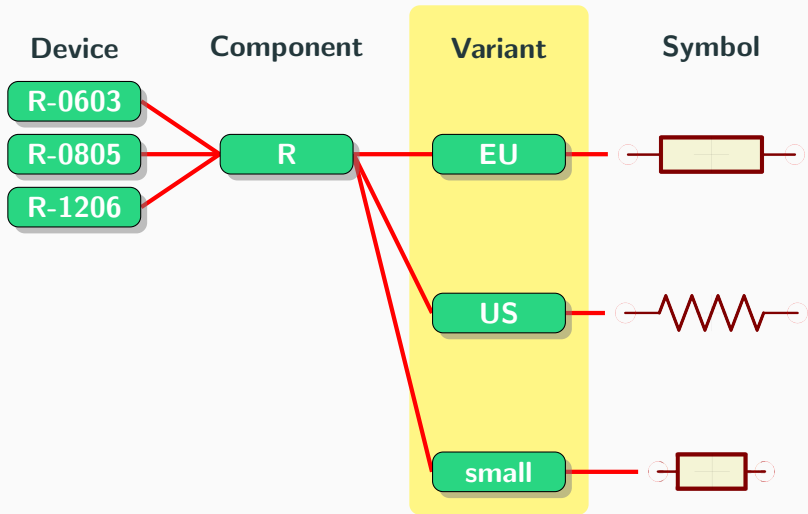 Device Component Variant Symbol
R-0603
R-0805 R EU
R-1206
US
small